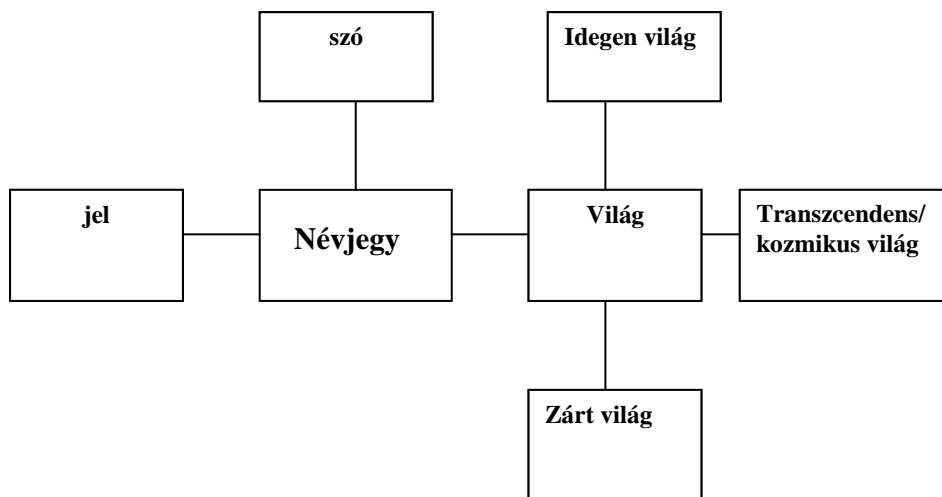 szó
Idegen világ
jel
Névjegy
Világ
Transzcendens/
kozmikus világ
Zárt világ